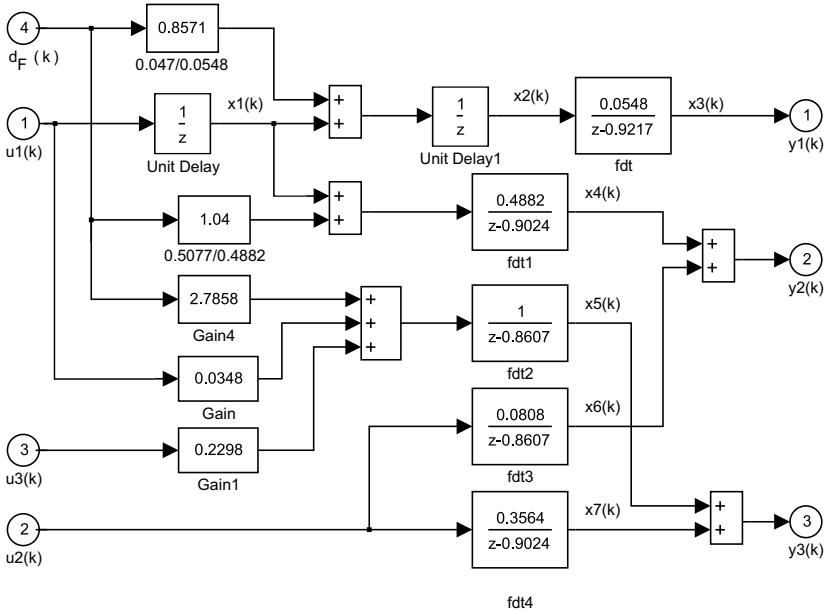 4
d_F (k)
0.8571
0.047/0.0548
1
u1(k)
1
z
Unit Delay
x1(k)
+
+
1
z
Unit Delay1
x2(k)
0.0548
z-0.9217
fdt
x3(k)
1
y1(k)
1.04
0.5077/0.4882
+
+
0.4882
z-0.9024
fdt1
x4(k)
+
+
2
y2(k)
2.7858
Gain4
+
+
+
1
z-0.8607
fdt2
x5(k)
0.0348
Gain
0.0808
z-0.8607
fdt3
x6(k)
3
u3(k)
0.2298
Gain1
2
u2(k)
0.3564
z-0.9024
fdt4
x7(k)
+
+
3
y3(k)